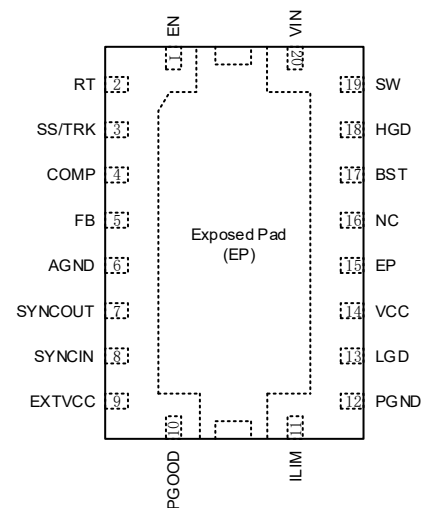 EN
VIN
1
20
RT 2
19 SW
SS/TRK 3
18 HGD
COMP 4
17 BST
FB 5
16 NC
Exposed Pad
(EP)
AGND 6
15 EP
SYNCOUT 7
14 VCC
SYNCIN 8
13 LGD
EXTVCC 9
12 PGND
10
11
PGOOD
ILIM